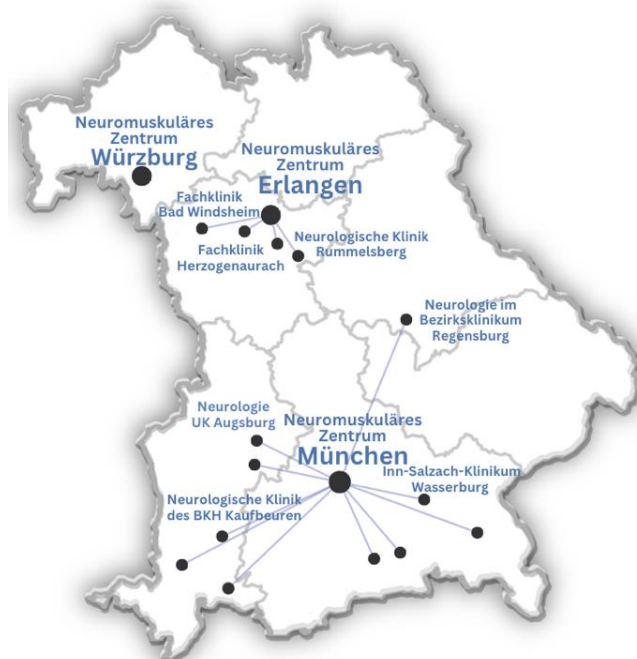 Neuromuskuläres
Zentrum
Würzburg
Neuromuskuläres
Zentrum
Erlangen
Fachklinik
Bad Windsheim
Fachklinik
Herzogenaurach
Neurologische Klinik
Rummelsberg
Neurologie im
Bezirksklinikum
Regensburg
Neurologie
UK Augsburg
Neuromuskuläres
Zentrum
München
Inn-Salzach-Klinikum
Wasserburg
Neurologische Klinik
des BKH Kaufbeuren